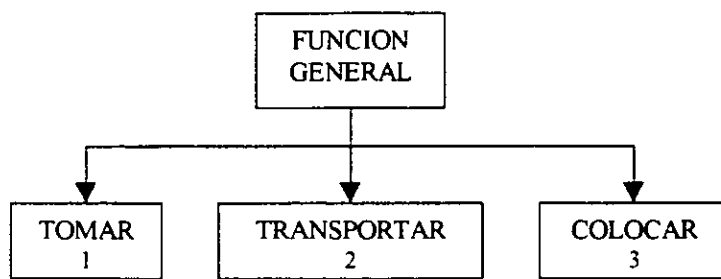 FUNCION
GENERAL
TOMAR
1
TRANSPORTAR
2
COLOCAR
3